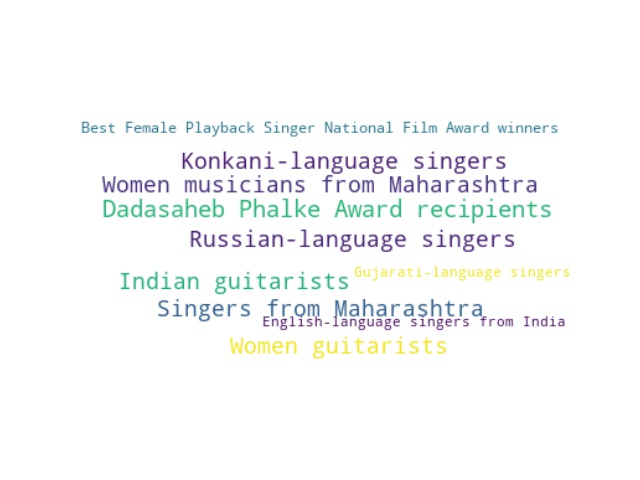 Best Female Playback Singer National Film Award winners
Konkani-language singers
Women musicians from Maharashtra
Dadasaheb Phalke Award recipients
Russian-language singers
Gujarati-language singers
Indian guitarists
Singers from Maharashtra
English-language singers from India
Women guitarists